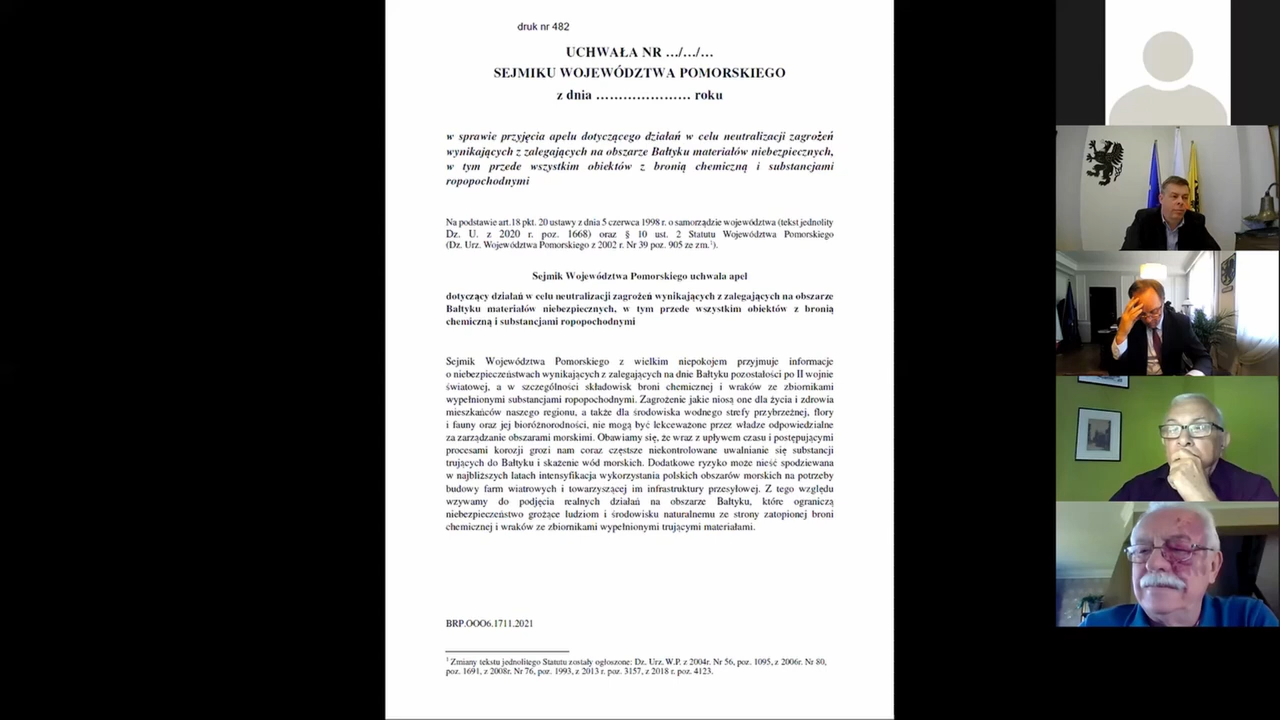 druk nr 482
UCHWAŁA NR .../.../...
SEJMIKU WOJEWÓDZTWA POMORSKIEGO
z dnia ..................... roku
w sprawie przyjęcia apelu dotyczącego działań w celu neutralizacji zagrożeń
wynikających z zalegających na obszarze Bałtyku materiałów niebezpiecznych,
w tym przede wszystkim obiektów z bronią chemiczną i substancjami
ropopochodnymi
Na podstawie art.18 pkt. 20 ustawy z dnia 5 czerwca 1998 r. o samorządzie województwa (tekst jednolity
Dz. U. z 2020 r. poz. 1668) oraz § 10 ust. 2 Statutu Województwa Pomorskiego
(Dz. Urz. Województwa Pomorskiego z 2002 r. Nr 39 poz. 905 ze zm.¹).
Sejmik Województwa Pomorskiego uchwala apel
dotyczący działań w celu neutralizacji zagrożeń wynikających z zalegających na obszarze
Bałtyku materiałów niebezpiecznych, w tym przede wszystkim obiektów z bronią
chemiczną i substancjami ropopochodnymi
Sejmik Województwa Pomorskiego z wielkim niepokojem przyjmuje informacje
o niebezpieczeństwach wynikających z zalegających na dnie Bałtyku pozostałości po II wojnie
światowej, a w szczególności składowisk broni chemicznej i wraków ze zbiornikami
wypełnionymi substancjami ropopochodnymi. Zagrożenie jakie niosą one dla życia i zdrowia
mieszkańców naszego regionu, a także dla środowiska wodnego strefy przybrzeżnej, flory
i fauny oraz jej bioróżnorodności, nie mogą być lekceważone przez władze odpowiedzialne
za zarządzanie obszarami morskimi. Obawiamy się, że wraz z upływem czasu i postępującymi
procesami korozji grozi nam coraz częstsze niekontrolowane uwalnianie się substancji
trujących do Bałtyku i skażenie wód morskich. Dodatkowe ryzyko może nieść spodziewana
w najbliższych latach intensyfikacja wykorzystania polskich obszarów morskich na potrzeby
budowy farm wiatrowych i towarzyszącej im infrastruktury przesyłowej. Z tego względu
wzywamy do podjęcia realnych działań na obszarze Bałtyku, które ograniczą
niebezpieczeństwo grożące ludziom i środowisku naturalnemu ze strony zatopionej broni
chemicznej i wraków ze zbiornikami wypełnionymi trującymi materiałami.
BRP.OOO6.1711.2021
¹ Zmiany tekstu jednolitego Statutu zostały ogłoszone: Dz. Urz. W.P. z 2004r. Nr 56, poz. 1095, z 2006r. Nr 80,
poz. 1691, z 2008r. Nr 76, poz. 1993, z 2013 r. poz. 3157, z 2018 r. poz. 4123.